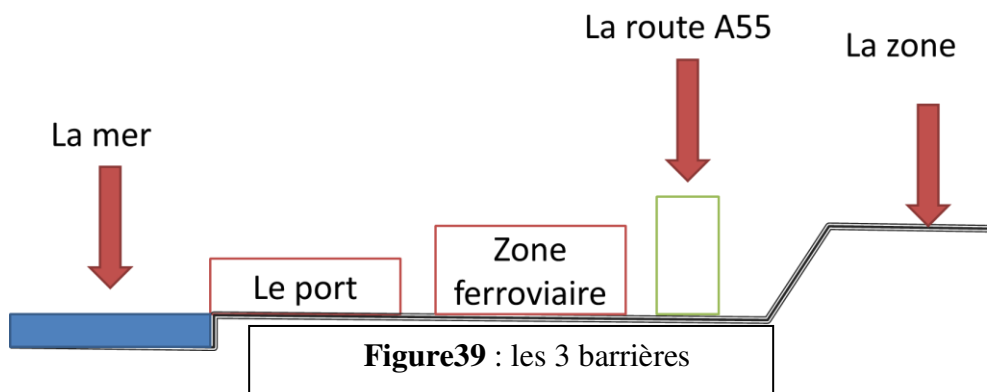 La route A55
La zone
La mer
Zone
ferroviaire
Le port
Figure39 : les 3 barrières